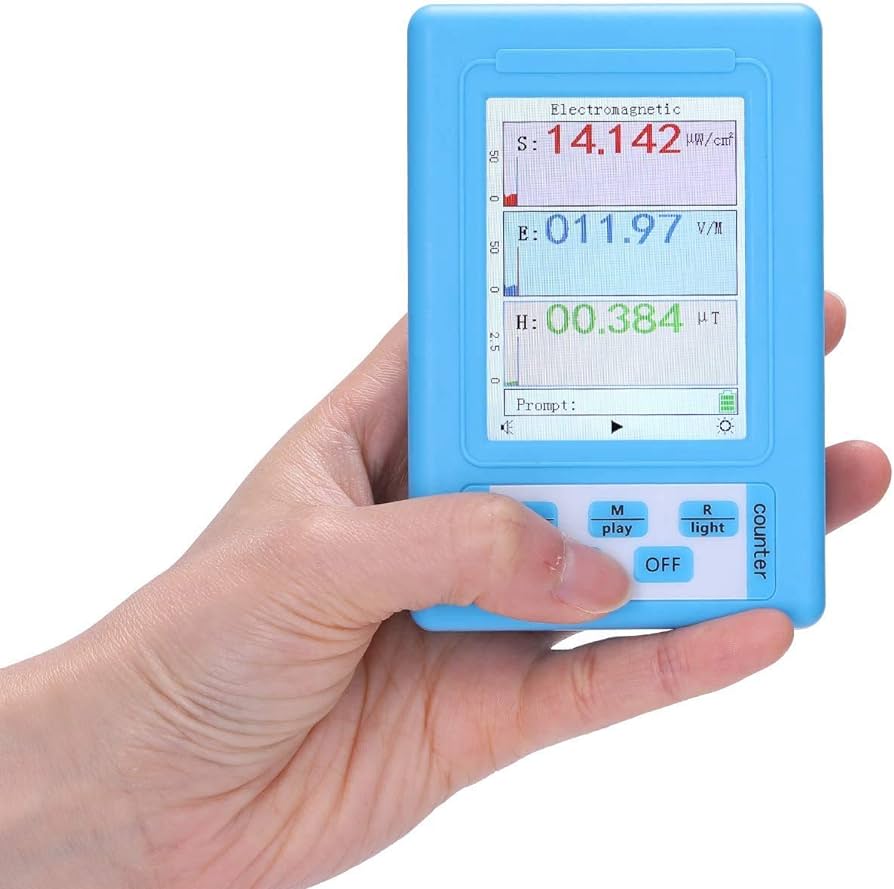 Electromagnetic
S: 14.142 μW/cm²
50
0
E: 011.97 V/M
50
0
H: 00.384 μT
2.5
0
Prompt:
M
play
R
light
OFF
counter